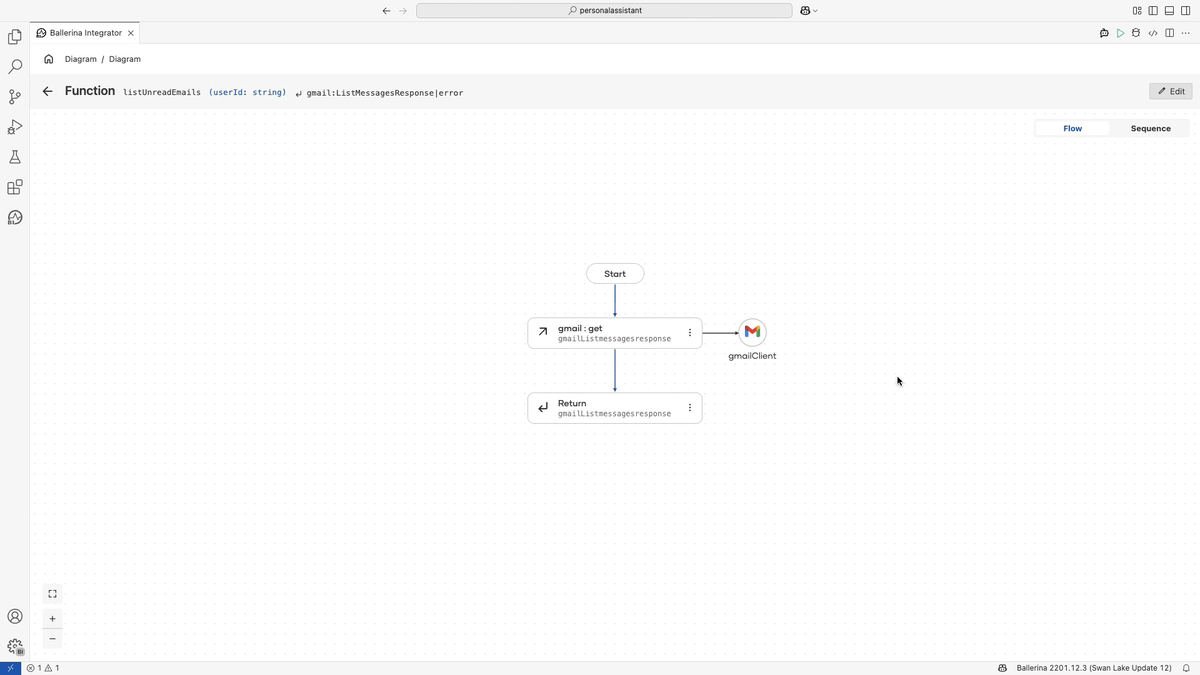 personalassistant
Ballerina Integrator
Diagram / Diagram
Function listUnreadEmails (userId: string) gmail:ListMessagesResponse|error
Edit
Flow Sequence
Start
gmail : get
gmailListmessagesresponse
gmailClient
Return
gmailListmessagesresponse
BI
1 1
Ballerina 2201.12.3 (Swan Lake Update 12)